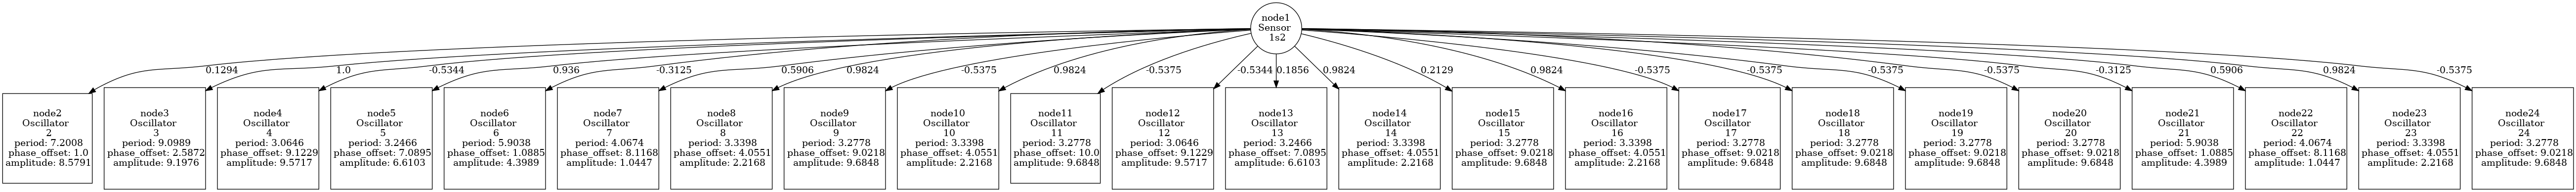 node1
Sensor
1s2
0.1294
1.0
-0.5344
0.936
-0.3125
0.5906
0.9824
-0.5375
0.9824
-0.5375
-0.5344
0.1856
0.9824
0.2129
0.9824
-0.5375
-0.5375
-0.5375
-0.5375
-0.3125
0.5906
0.9824
-0.5375
node2
Oscillator
2
period: 7.2008
phase_offset: 1.0
amplitude: 8.5791
node3
Oscillator
3
period: 9.0989
phase_offset: 2.5872
amplitude: 9.1976
node4
Oscillator
4
period: 3.0646
phase_offset: 9.1229
amplitude: 9.5717
node5
Oscillator
5
period: 3.2466
phase_offset: 7.0895
amplitude: 6.6103
node6
Oscillator
6
period: 5.9038
phase_offset: 1.0885
amplitude: 4.3989
node7
Oscillator
7
period: 4.0674
phase_offset: 8.1168
amplitude: 1.0447
node8
Oscillator
8
period: 3.3398
phase_offset: 4.0551
amplitude: 2.2168
node9
Oscillator
9
period: 3.2778
phase_offset: 9.0218
amplitude: 9.6848
node10
Oscillator
10
period: 3.3398
phase_offset: 4.0551
amplitude: 2.2168
node11
Oscillator
11
period: 3.2778
phase_offset: 10.0
amplitude: 9.6848
node12
Oscillator
12
period: 3.0646
phase_offset: 9.1229
amplitude: 9.5717
node13
Oscillator
13
period: 3.2466
phase_offset: 7.0895
amplitude: 6.6103
node14
Oscillator
14
period: 3.3398
phase_offset: 4.0551
amplitude: 2.2168
node15
Oscillator
15
period: 3.2778
phase_offset: 9.0218
amplitude: 9.6848
node16
Oscillator
16
period: 3.3398
phase_offset: 4.0551
amplitude: 2.2168
node17
Oscillator
17
period: 3.2778
phase_offset: 9.0218
amplitude: 9.6848
node18
Oscillator
18
period: 3.2778
phase_offset: 9.0218
amplitude: 9.6848
node19
Oscillator
19
period: 3.2778
phase_offset: 9.0218
amplitude: 9.6848
node20
Oscillator
20
period: 3.2778
phase_offset: 9.0218
amplitude: 9.6848
node21
Oscillator
21
period: 5.9038
phase_offset: 1.0885
amplitude: 4.3989
node22
Oscillator
22
period: 4.0674
phase_offset: 8.1168
amplitude: 1.0447
node23
Oscillator
23
period: 3.3398
phase_offset: 4.0551
amplitude: 2.2168
node24
Oscillator
24
period: 3.2778
phase_offset: 9.0218
amplitude: 9.6848